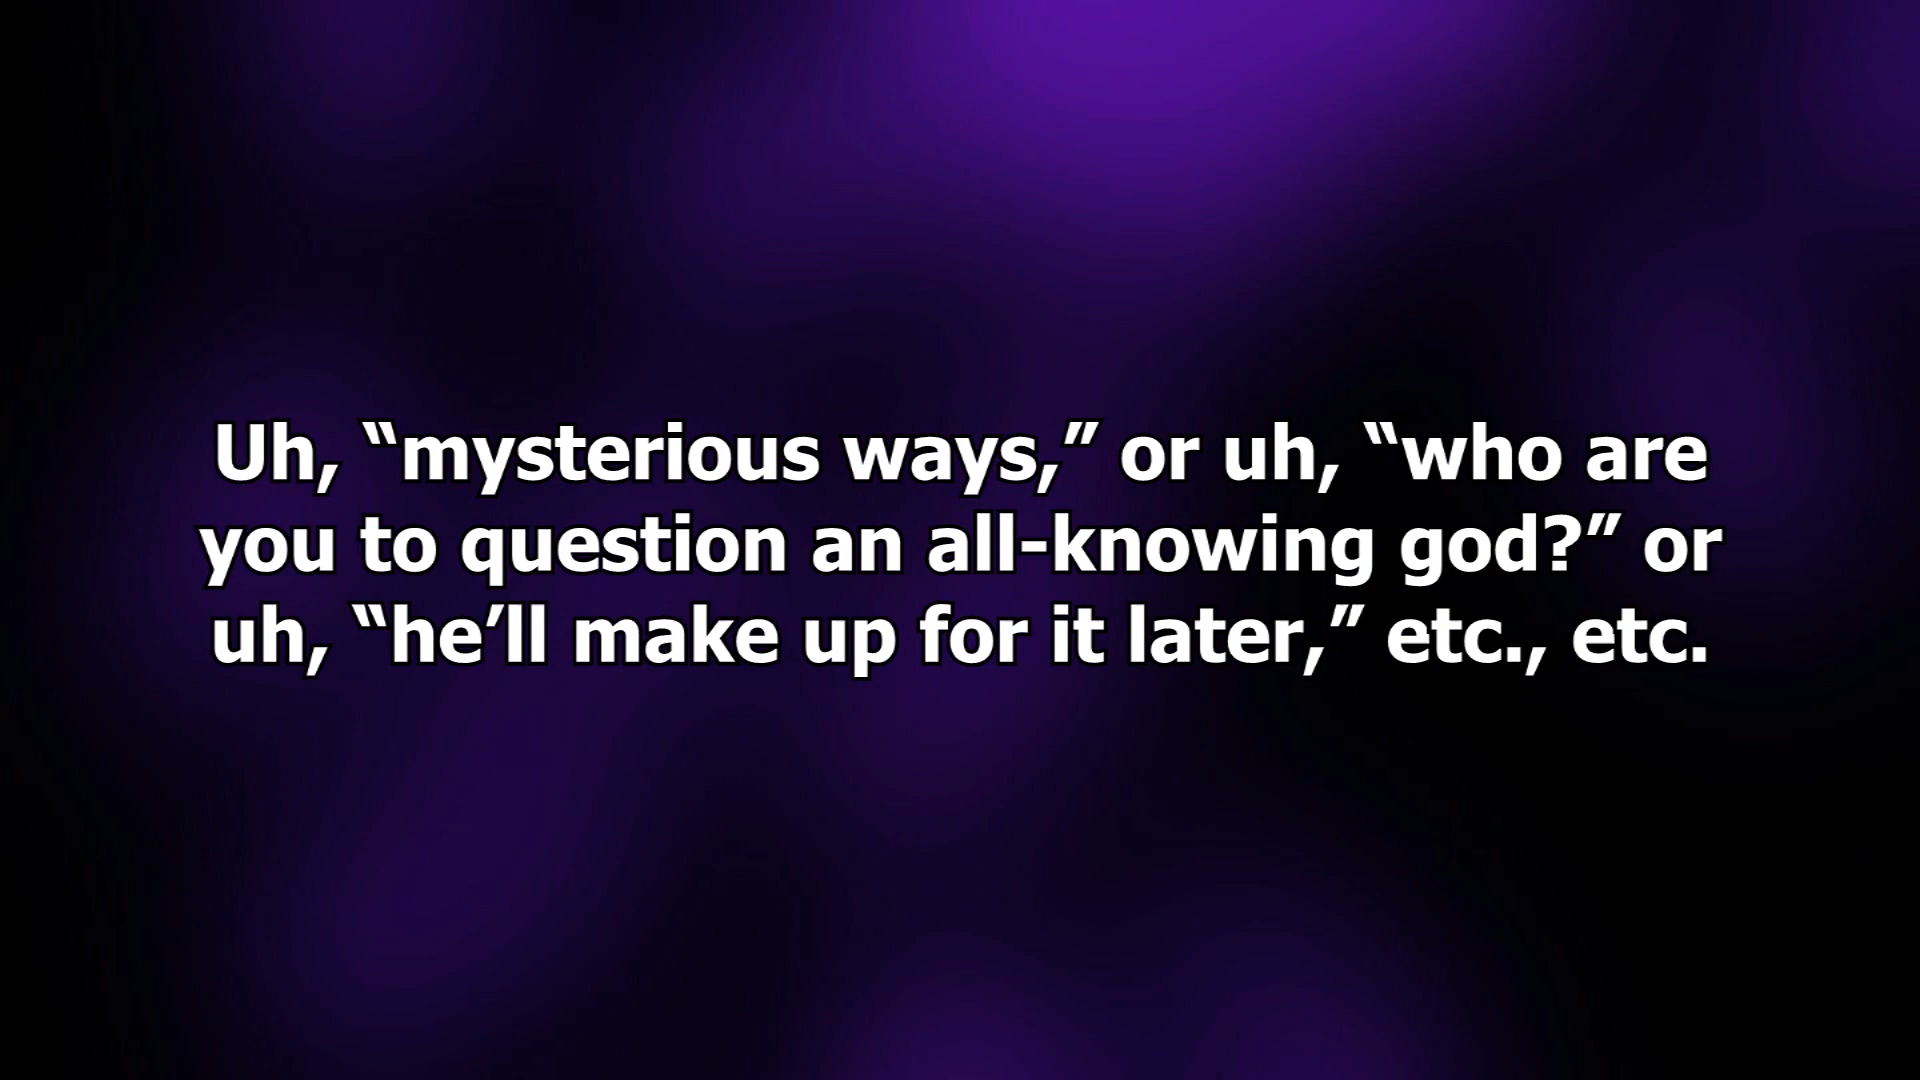 Uh, “mysterious ways,” or uh, “who are
you to question an all-knowing god?” or
uh, “he’ll make up for it later,” etc., etc.